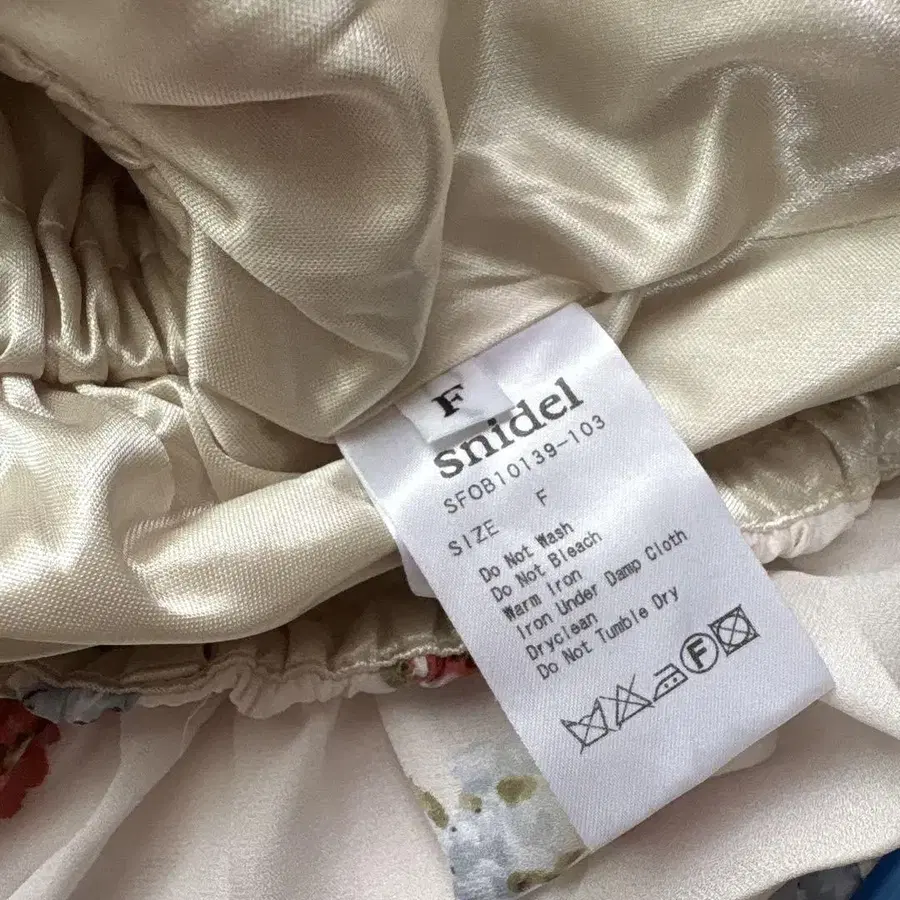 F
snidel
SFOB10139-103
SIZE F
Do Not Wash
Do Not Bleach
Warm Iron
Iron Under Damp Cloth
Dryclean
Do Not Tumble Dry
F